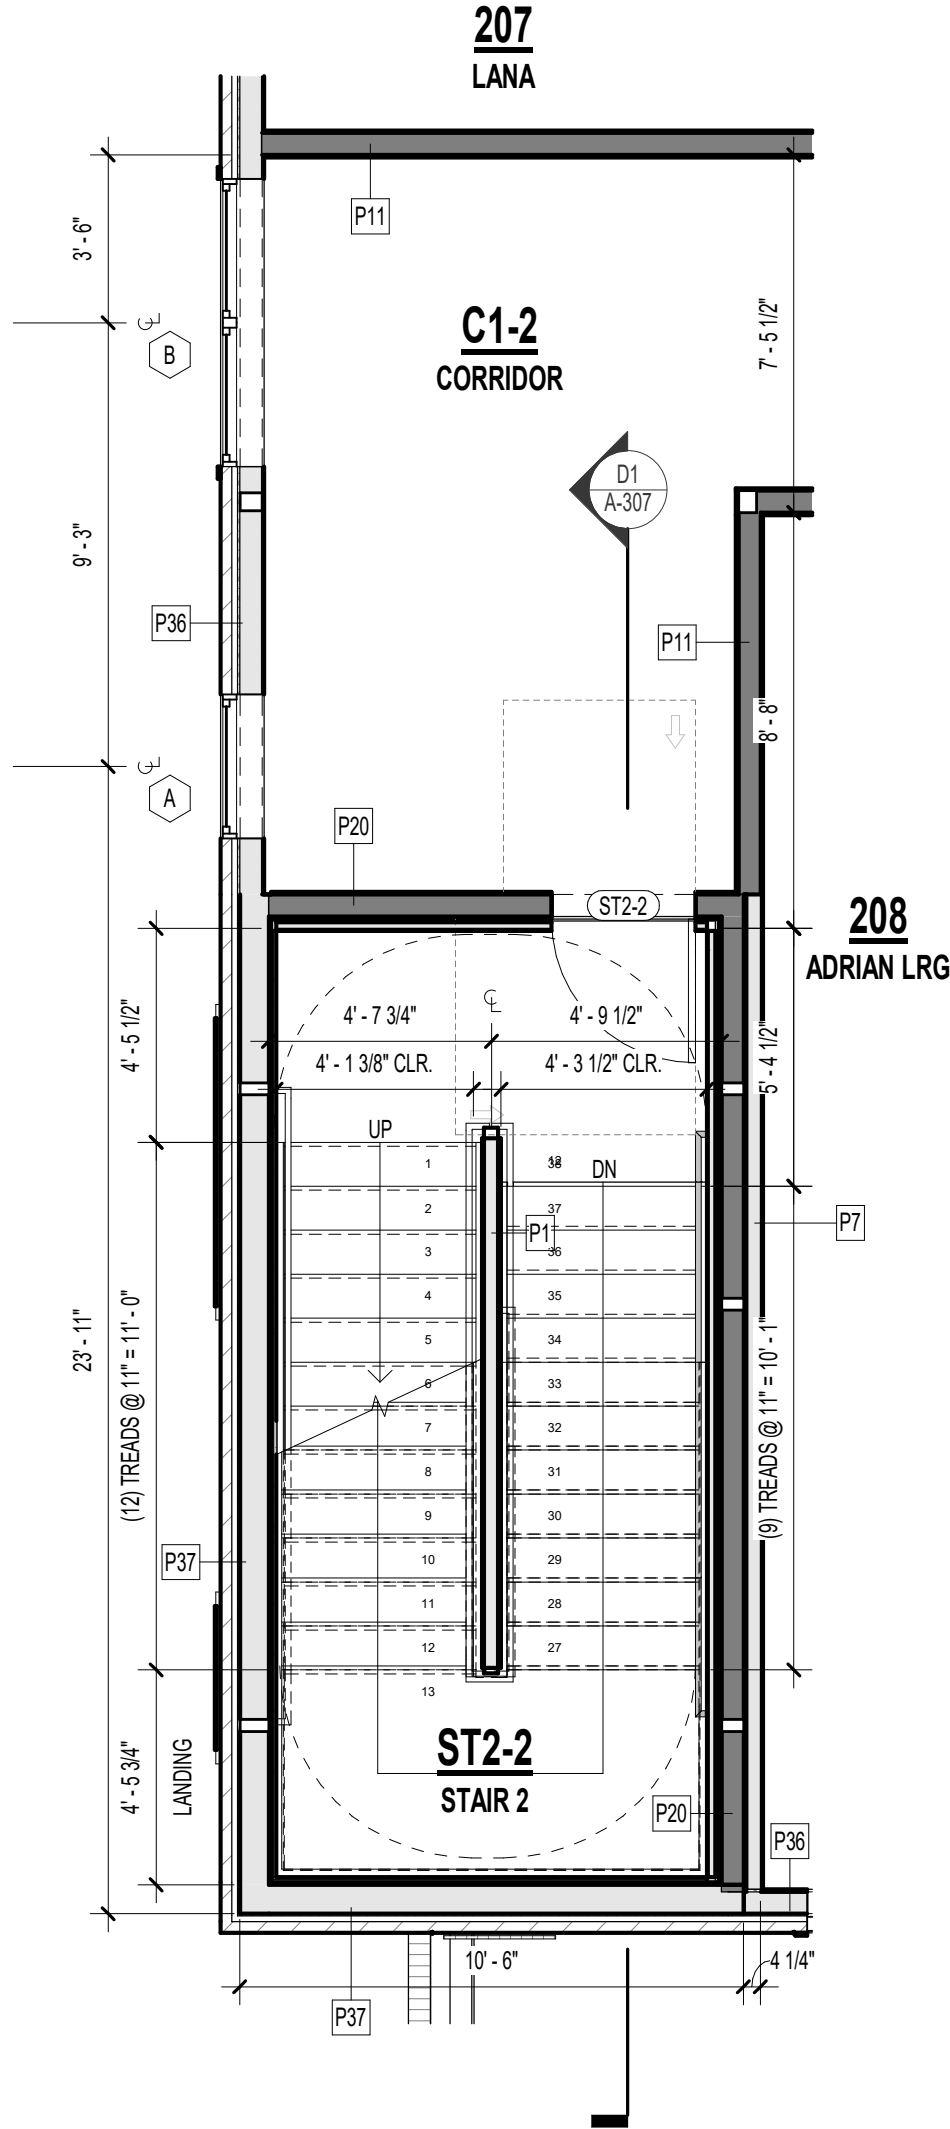 207
LANA
P11
3' - 6"
7' - 5 1/2"
C1-2
CORRIDOR
B
D1
A-307
9' - 3"
P36
P11
8' - 8"
A
P20
ST2-2
208
ADRIAN LRG
4' - 5 1/2"
4' - 7 3/4"
4' - 9 1/2"
4' - 1 3/8" CLR.
4' - 3 1/2" CLR.
5' - 4 1/2"
UP
DN
1
2
3
4
5
6
7
8
9
10
11
12
13
37
36
35
34
33
32
31
30
29
28
27
P1
P7
23' - 11"
(12) TREADS @ 11" = 11' - 0"
(9) TREADS @ 11" = 10' - 1"
P37
4' - 5 3/4"
LANDING
ST2-2
STAIR 2
P20
P36
10' - 6"
4 1/4"
P37